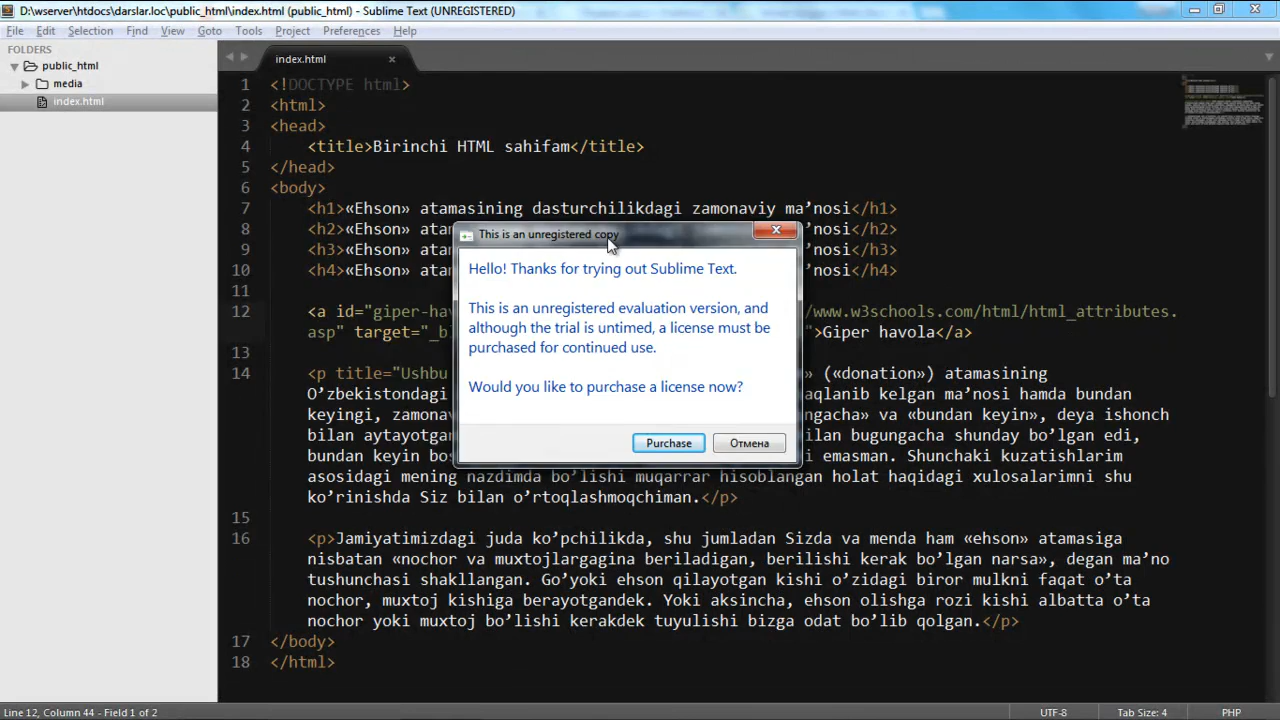 D:\wserver\htdocs\darslar.loc\public_html\index.html (public_html) - Sublime Text (UNREGISTERED)
File Edit Selection Find View Goto Tools Project Preferences Help
FOLDERS
public_html
media
index.html
index.html
1 <!DOCTYPE html>
2 <html>
3 <head>
4 <title>Birinchi HTML sahifam</title>
5 </head>
6 <body>
7 <h1>«Ehson» atamasining dasturchilikdagi zamonaviy ma’nosi</h1>
8 <h2>«Ehson» ata nosi</h2>
9 <h3>«Ehson» ata nosi</h3>
10 <h4>«Ehson» ata nosi</h4>
11
12 <a id="giper-ha /www.w3schools.com/html/html_attributes.
asp" target="_b ">Giper havola</a>
13
14 <p title="Ushbu » («donation») atamasining
O’zbekistondagi aqlanib kelgan ma’nosi hamda bundan
keyingi, zamona ngacha» va «bundan keyin», deya ishonch
bilan aytayotga ilan bugungacha shunday bo’lgan edi,
bundan keyin bo emasman. Shunchaki kuzatishlarim
asosidagi mening nazdimda bo’lishi muqarrar hisoblangan holat haqidagi xulosalarimni shu
ko’rinishda Siz bilan o’rtoqlashmoqchiman.</p>
15
16 <p>Jamiyatimizdagi juda ko’pchilikda, shu jumladan Sizda va menda ham «ehson» atamasiga
nisbatan «nochor va muxtojlargagina beriladigan, berilishi kerak bo’lgan narsa», degan ma’no
tushunchasi shakllangan. Go’yoki ehson qilayotgan kishi o’zidagi biror mulkni faqat o’ta
nochor, muxtoj kishiga berayotgandek. Yoki aksincha, ehson olishga rozi kishi albatta o’ta
nochor yoki muxtoj bo’lishi kerakdek tuyulishi bizga odat bo’lib qolgan.</p>
17 </body>
18 </html>
This is an unregistered copy
Hello! Thanks for trying out Sublime Text.
This is an unregistered evaluation version, and
although the trial is untimed, a license must be
purchased for continued use.
Would you like to purchase a license now?
Purchase Отмена
Line 12, Column 44 - Field 1 of 2 UTF-8 Tab Size: 4 PHP